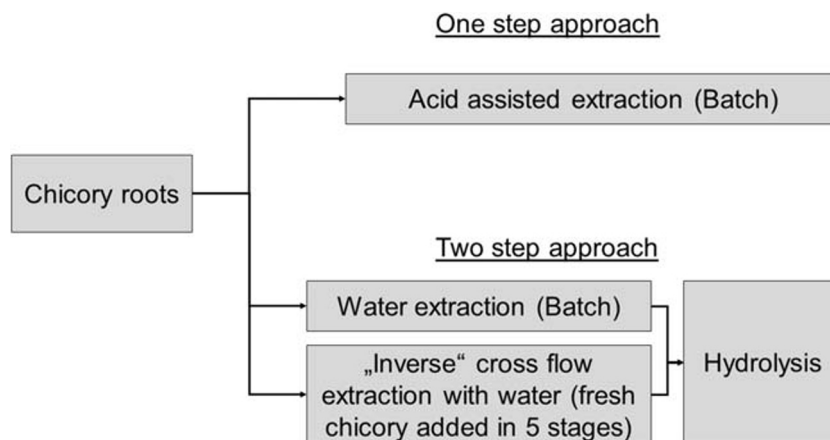 One step approach
Acid assisted extraction (Batch)
Chicory roots
Two step approach
Water extraction (Batch)
„Inverse“ cross flow
extraction with water (fresh
chicory added in 5 stages)
Hydrolysis